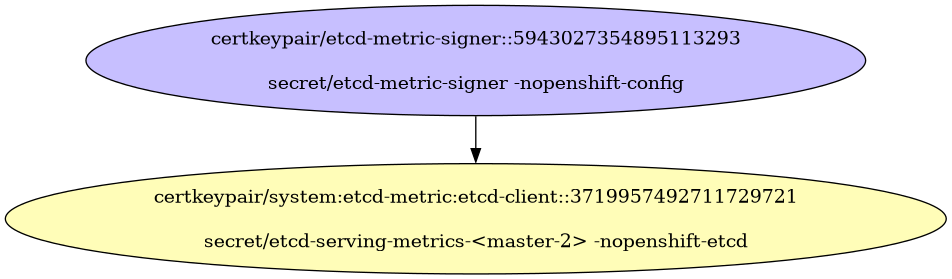 certkeypair/etcd-metric-signer::5943027354895113293
secret/etcd-metric-signer -nopenshift-config
certkeypair/system:etcd-metric:etcd-client::3719957492711729721
secret/etcd-serving-metrics-<master-2> -nopenshift-etcd